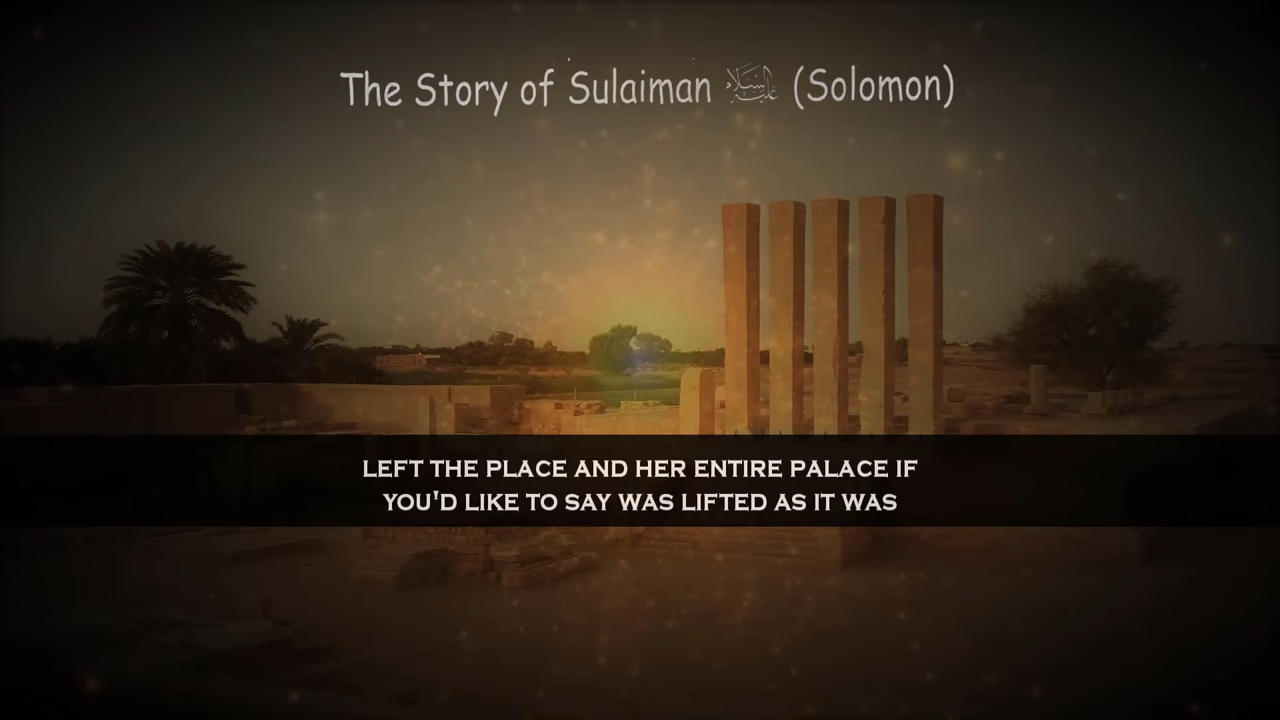 The Story of Sulaiman عليه السلام (Solomon)
LEFT THE PLACE AND HER ENTIRE PALACE IF
YOU'D LIKE TO SAY WAS LIFTED AS IT WAS